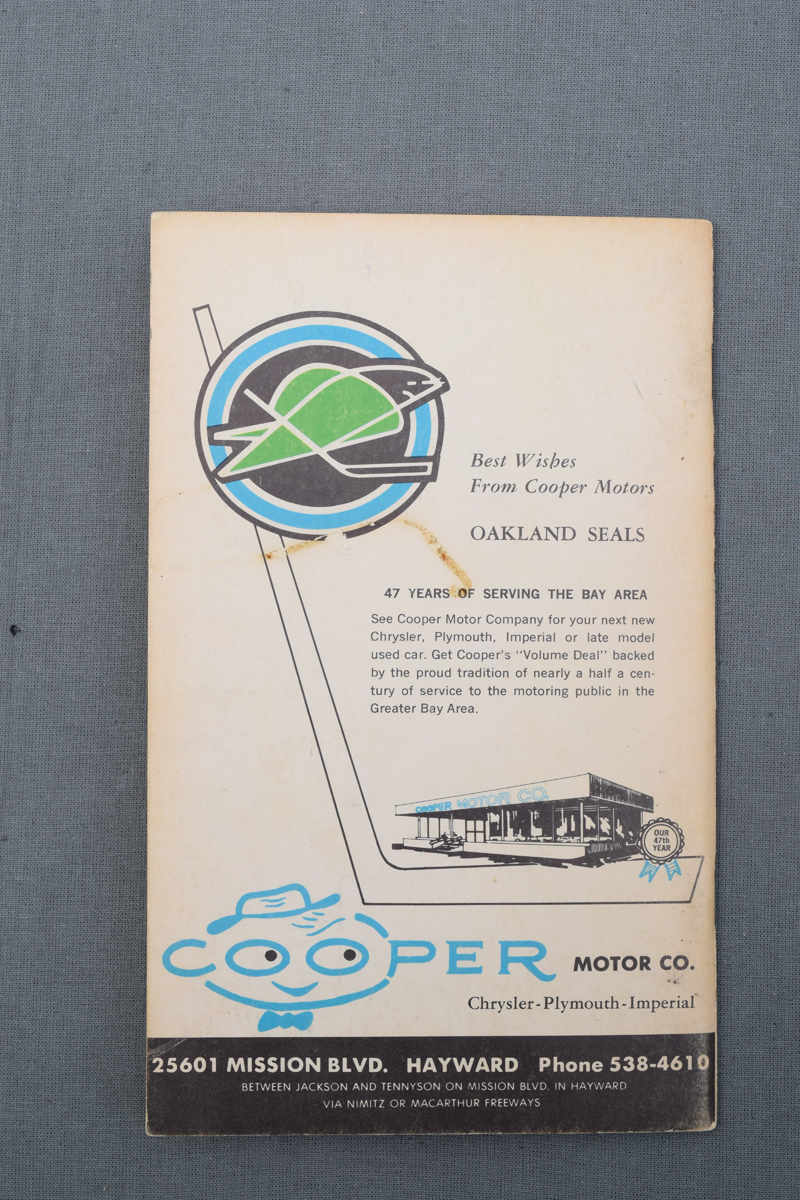 Best Wishes
From Cooper Motors
OAKLAND SEALS
47 YEARS OF SERVING THE BAY AREA
See Cooper Motor Company for your next new
Chrysler, Plymouth, Imperial or late model
used car. Get Cooper's "Volume Deal" backed
by the proud tradition of nearly a half a cen-
tury of service to the motoring public in the
Greater Bay Area.
COOPER MOTOR CO.
OUR
47th
YEAR
COOPER MOTOR CO.
Chrysler-Plymouth-Imperial
25601 MISSION BLVD. HAYWARD Phone 538-4610
BETWEEN JACKSON AND TENNYSON ON MISSION BLVD. IN HAYWARD
VIA NIMITZ OR MACARTHUR FREEWAYS